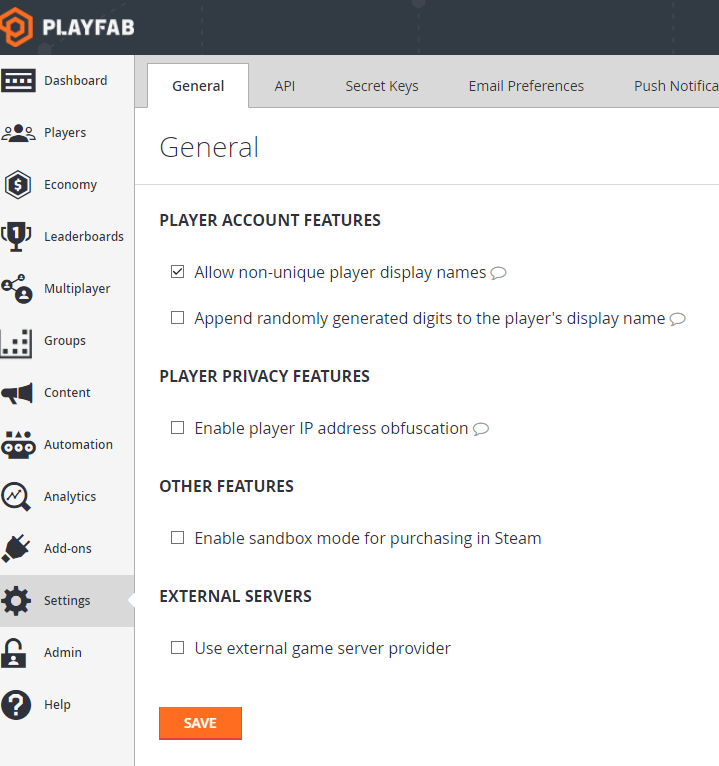 PLAYFAB
Dashboard
Players
Economy
Leaderboards
Multiplayer
Groups
Content
Automation
Analytics
Add-ons
Settings
Admin
Help
General API Secret Keys Email Preferences Push Notifica
General
PLAYER ACCOUNT FEATURES
Allow non-unique player display names
Append randomly generated digits to the player's display name
PLAYER PRIVACY FEATURES
Enable player IP address obfuscation
OTHER FEATURES
Enable sandbox mode for purchasing in Steam
EXTERNAL SERVERS
Use external game server provider
SAVE